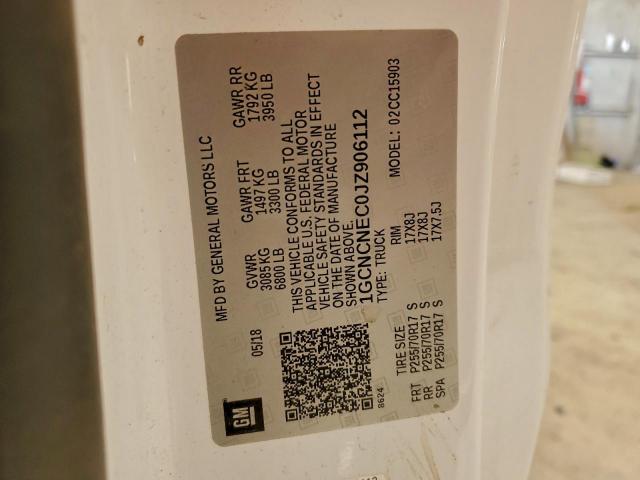 MFD BY GENERAL MOTORS LLC
05/18
GVWR
3085 KG
6800 LB
GAWR FRT
1497 KG
3300 LB
GAWR RR
1792 KG
3950 LB
THIS VEHICLE CONFORMS TO ALL
APPLICABLE U.S. FEDERAL MOTOR
VEHICLE SAFETY STANDARDS IN EFFECT
ON THE DATE OF MANUFACTURE
SHOWN ABOVE.
1GCNCNEC0JZ906112
TYPE: TRUCK
MODEL: 02CC15903
GM
8624
TIRE SIZE RIM
FRT P255/70R17 S 17X8J
RR P255/70R17 S 17X8J
SPA P255/70R17 S 17X7.5J